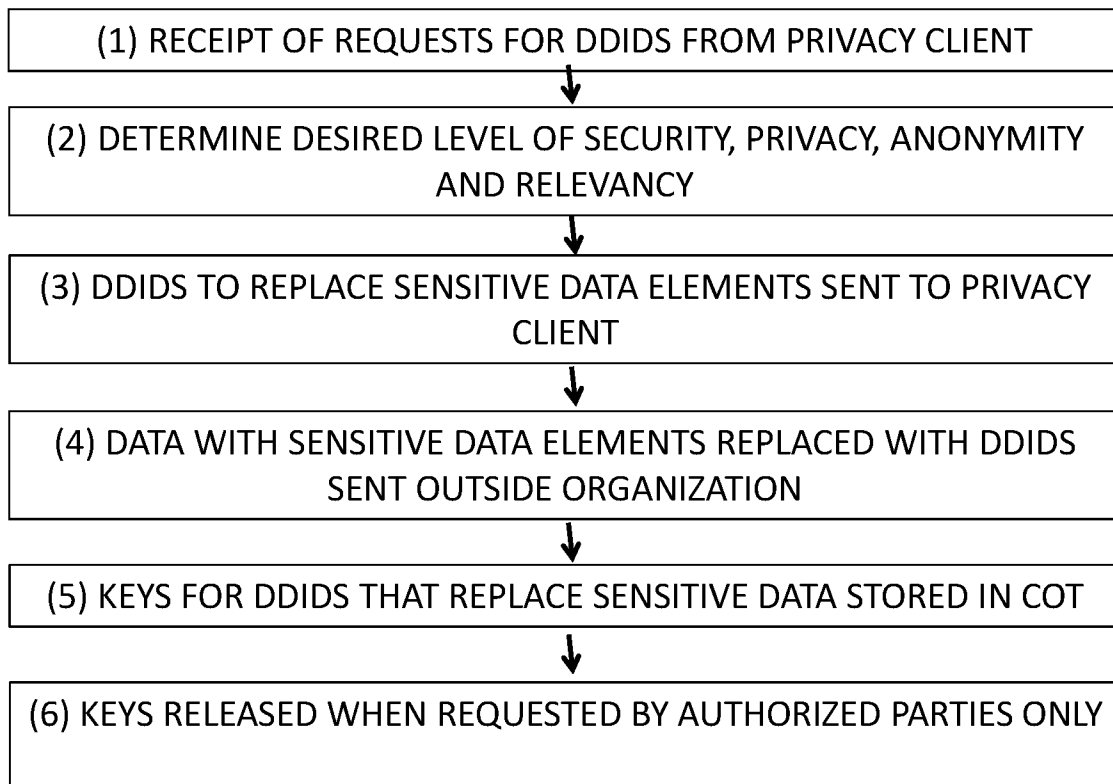 (1) RECEIPT OF REQUESTS FOR DDIDS FROM PRIVACY CLIENT
(2) DETERMINE DESIRED LEVEL OF SECURITY, PRIVACY, ANONYMITY
AND RELEVANCY
(3) DDIDS TO REPLACE SENSITIVE DATA ELEMENTS SENT TO PRIVACY
CLIENT
(4) DATA WITH SENSITIVE DATA ELEMENTS REPLACED WITH DDIDS
SENT OUTSIDE ORGANIZATION
(5) KEYS FOR DDIDS THAT REPLACE SENSITIVE DATA STORED IN COT
(6) KEYS RELEASED WHEN REQUESTED BY AUTHORIZED PARTIES ONLY